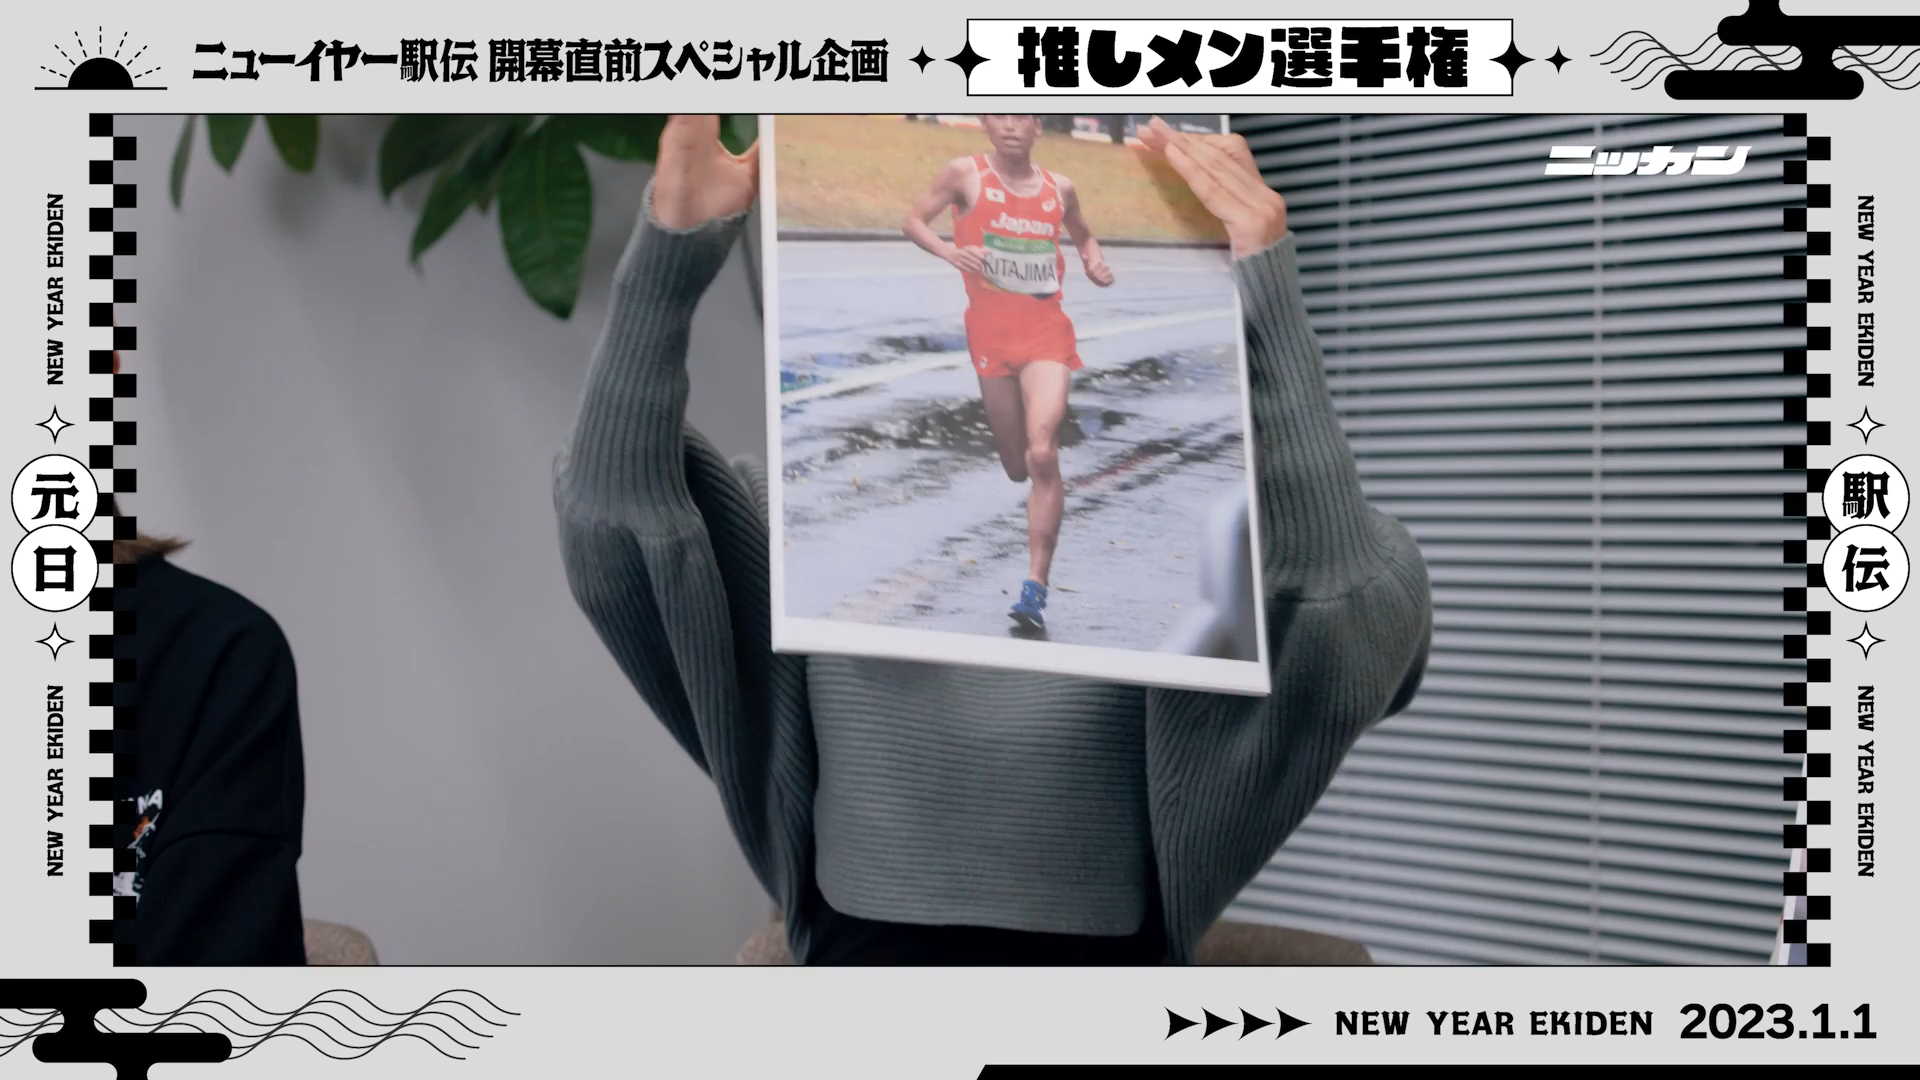 ニューイヤー駅伝 開幕直前スペシャル企画
推しメン選手権
ニッカン
Japan
KITAJIMA
NEW YEAR EKIDEN
元日
NEW YEAR EKIDEN
NEW YEAR EKIDEN
駅伝
NEW YEAR EKIDEN
NA
NEW YEAR EKIDEN 2023.1.1